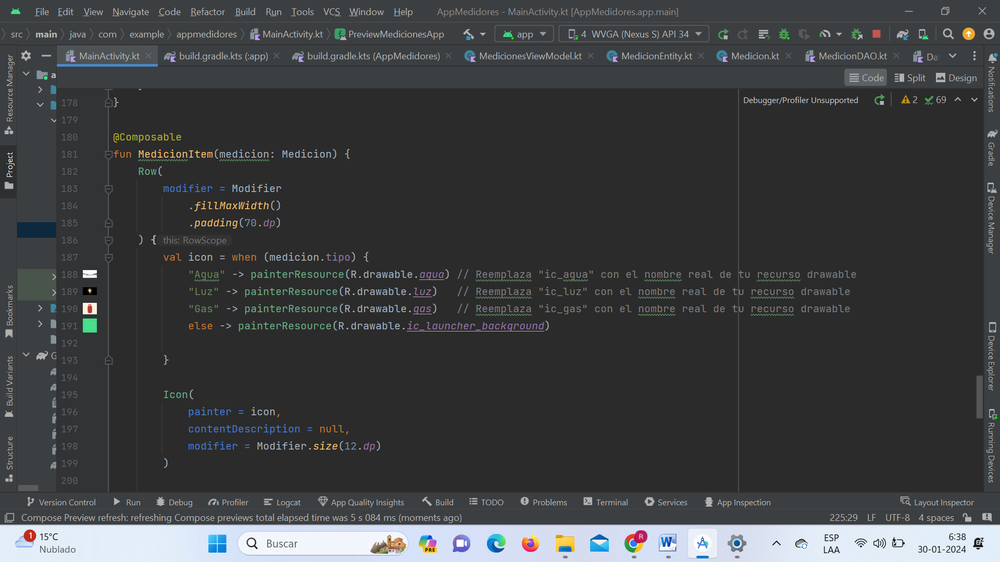 File Edit View Navigate Code Refactor Build Run Tools VCS Window Help AppMedidores - MainActivity.kt [AppMedidores.app.main]
src main java com example appmedidores MainActivity.kt PreviewMedicionesApp app 4 WVGA (Nexus S) API 34
MainActivity.kt build.gradle.kts (:app) build.gradle.kts (AppMedidores) MedicionesViewModel.kt MedicionEntity.kt Medicion.kt MedicionDAO.kt Da
Code Split Design
Debugger/Profiler Unsupported 2 69
178 }
179
180 @Composable
181 fun MedicionItem(medicion: Medicion) {
182 Row(
183 modifier = Modifier
184 .fillMaxWidth()
185 .padding(70.dp)
186 ) { this: RowScope
187 val icon = when (medicion.tipo) {
188 "Agua" -> painterResource(R.drawable.agua) // Reemplaza "ic_agua" con el nombre real de tu recurso drawable
189 "Luz" -> painterResource(R.drawable.luz) // Reemplaza "ic_luz" con el nombre real de tu recurso drawable
190 "Gas" -> painterResource(R.drawable.gas) // Reemplaza "ic_gas" con el nombre real de tu recurso drawable
191 else -> painterResource(R.drawable.ic_launcher_background)
192
193 }
194
195 Icon(
196 painter = icon,
197 contentDescription = null,
198 modifier = Modifier.size(12.dp)
199 )
200
Resource Manager
Project
Bookmarks
Build Variants
Structure
a
G
Notifications
Gradle
Device Manager
Device Explorer
Running Devices
Version Control Run Debug Profiler Logcat App Quality Insights Build TODO Problems Terminal Services App Inspection Layout Inspector
Compose Preview refresh: refreshing Compose previews total elapsed time was 5 s 084 ms (moments ago) 225:29 LF UTF-8 4 spaces
1 15°C
Nublado
Buscar
PRE
R
ESP
LAA
6:38
30-01-2024